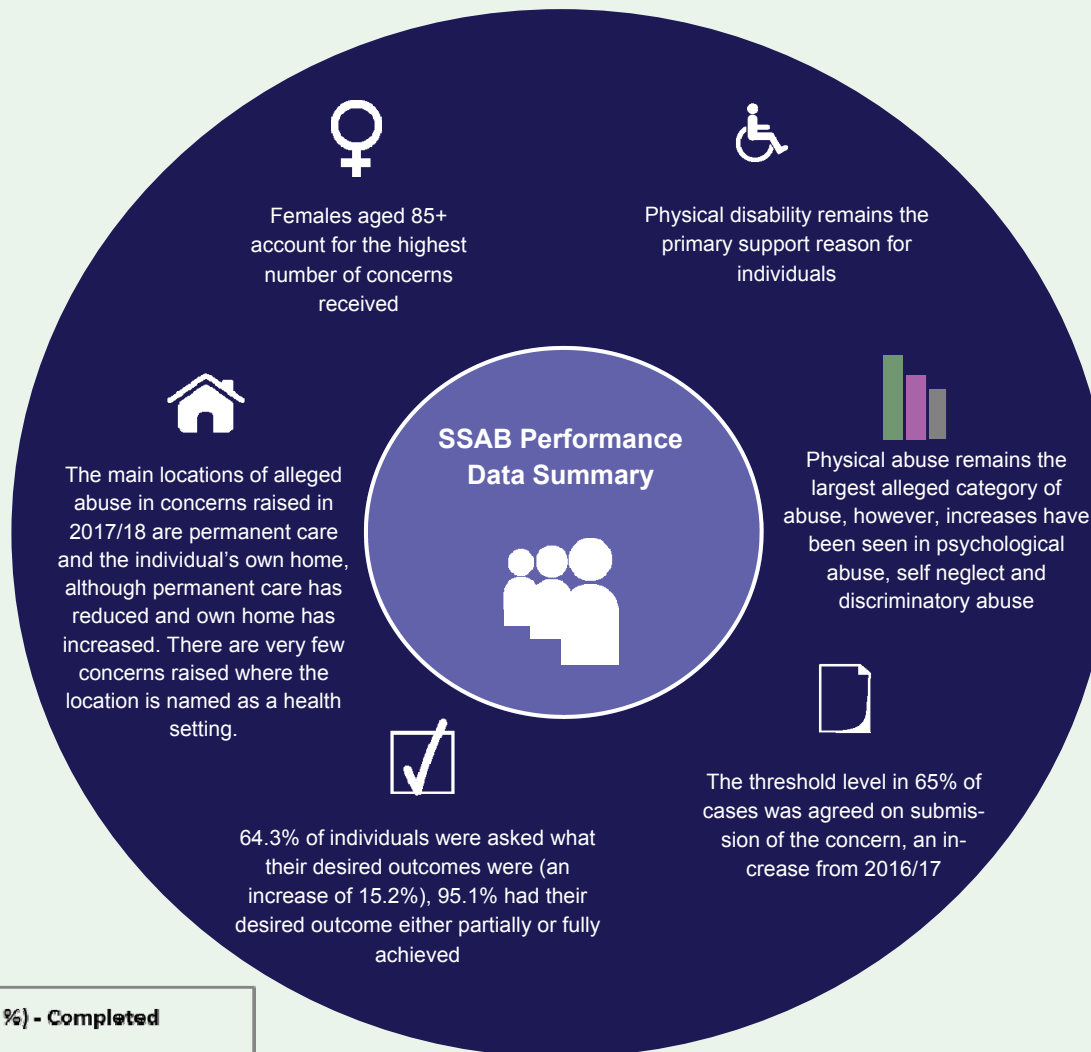 Females aged 85+
account for the highest
number of concerns
received
Physical disability remains the
primary support reason for
individuals
SSAB Performance
Data Summary
The main locations of alleged
abuse in concerns raised in
2017/18 are permanent care
and the individual's own home,
although permanent care has
reduced and own home has
increased. There are very few
concerns raised where the
location is named as a health
setting.
Physical abuse remains the
largest alleged category of
abuse, however, increases have
been seen in psychological
abuse, self neglect and
discriminatory abuse
64.3% of individuals were asked what
their desired outcomes were (an
increase of 15.2%), 95.1% had their
desired outcome either partially or fully
achieved
The threshold level in 65% of
cases was agreed on submis-
sion of the concern, an in-
crease from 2016/17
%) - Completed